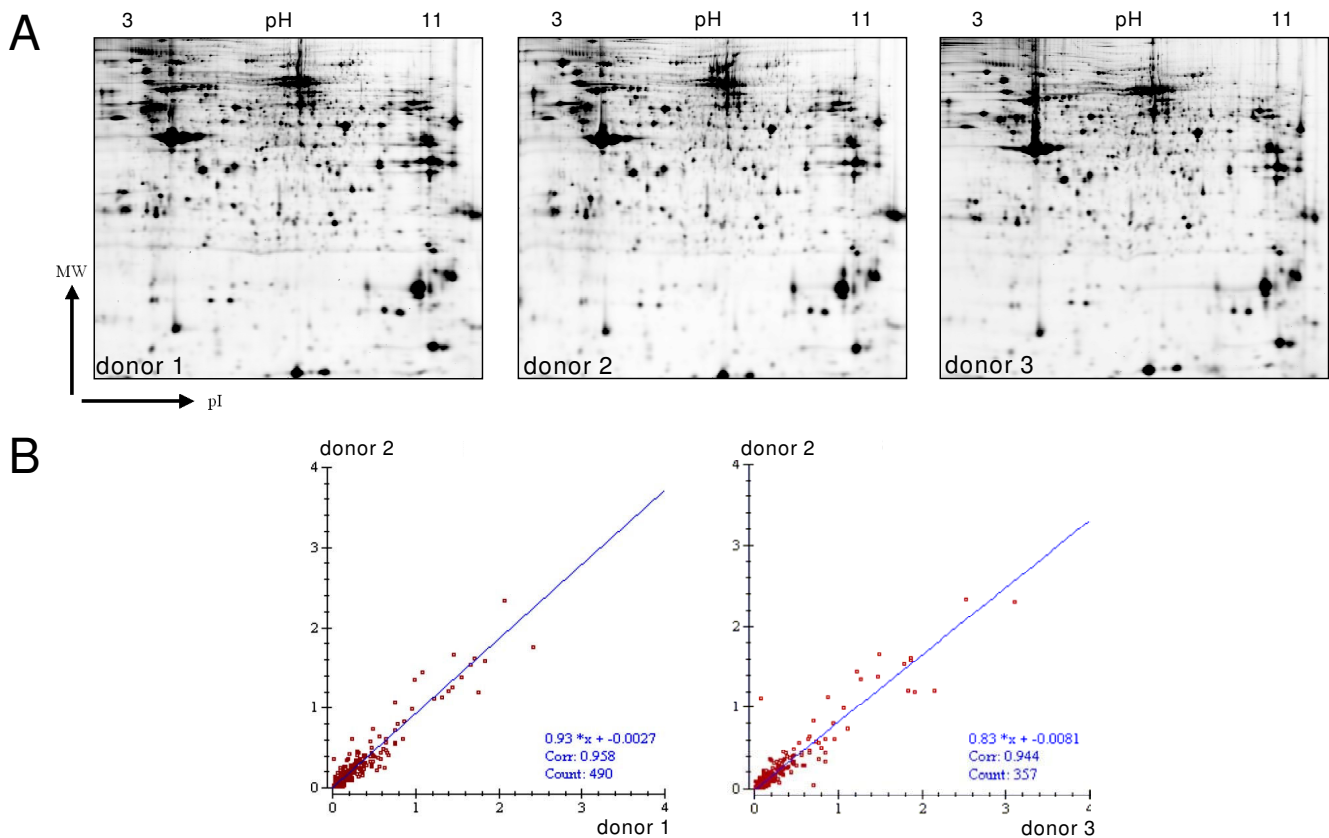 A
3 pH 11
3 pH 11
3 pH 11
MW
donor 1
donor 2
donor 3
pI
B
donor 2
4
3
2
1
0
0 1 2 3 4
0.93 *x + -0.0027
Corr: 0.958
Count: 490
donor 1
donor 2
4
3
2
1
0
0 1 2 3 4
0.83 *x + -0.0081
Corr: 0.944
Count: 357
donor 3